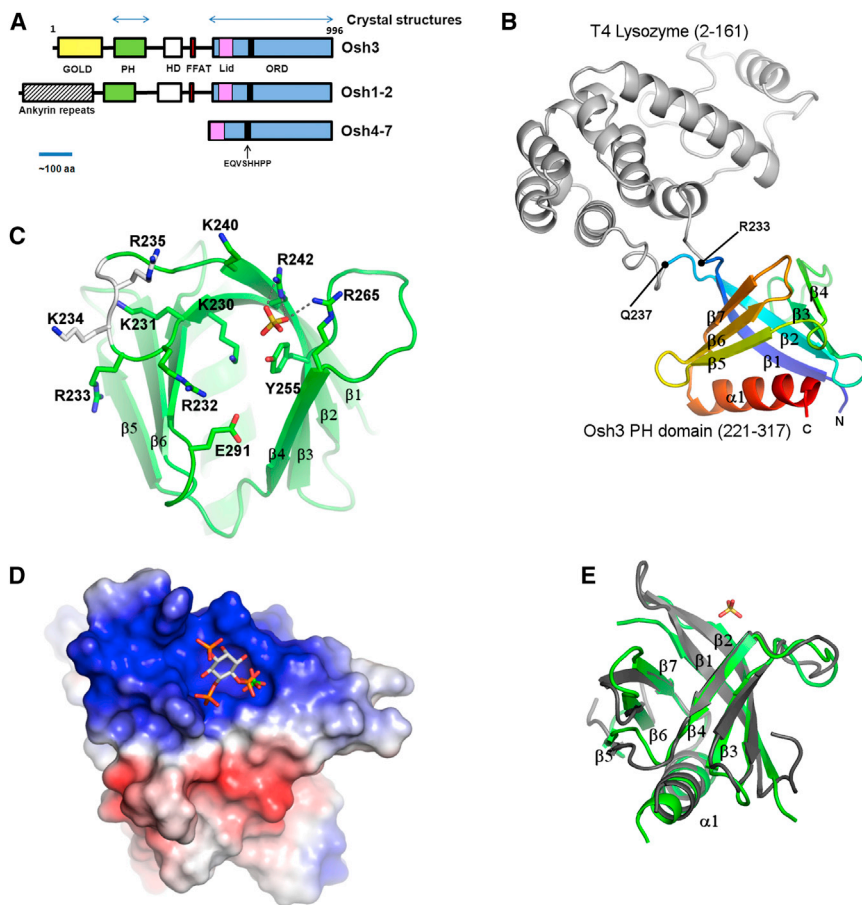 A
Crystal structures
1
996
Osh3
GOLD PH HD FFAT Lid ORD
Osh1-2
Ankyrin repeats
Osh4-7
~100 aa
EQVSHHPP
B
T4 Lysozyme (2-161)
R233
Q237
β4
β3
β7
β2
β6
β5
β1
α1
C
N
Osh3 PH domain (221-317)
C
K240
R235
R242
R265
K234
K231
K230
Y255
R233
R232
β1
β2
β5
β6
E291
β4
β3
D
E
β2
β7
β1
β6
β4
β5
β3
α1